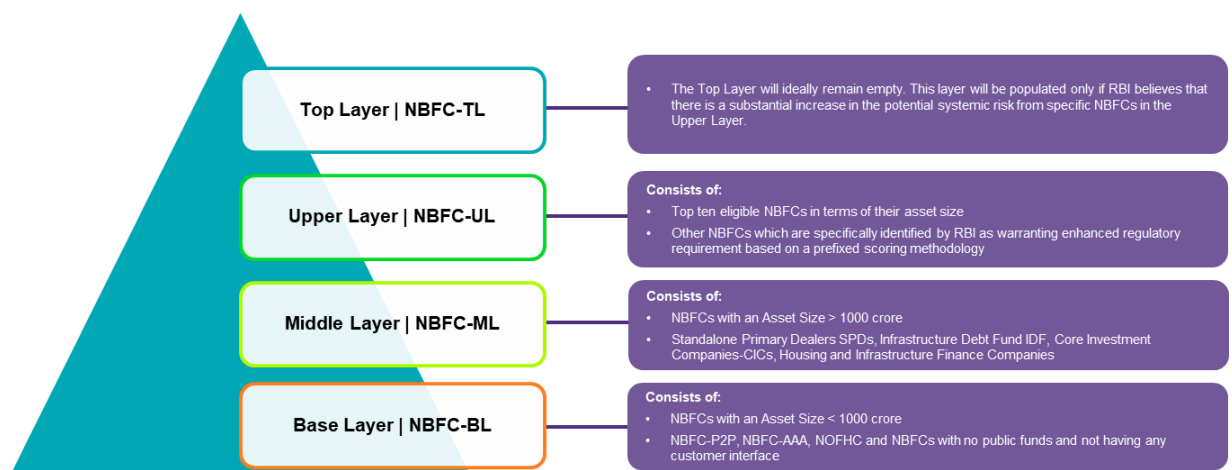 Top Layer | NBFC-TL
• The Top Layer will ideally remain empty. This layer will be populated only if RBI believes that
there is a substantial increase in the potential systemic risk from specific NBFCs in the
Upper Layer.
Upper Layer | NBFC-UL
Consists of:
• Top ten eligible NBFCs in terms of their asset size
• Other NBFCs which are specifically identified by RBI as warranting enhanced regulatory
requirement based on a prefixed scoring methodology
Middle Layer | NBFC-ML
Consists of:
• NBFCs with an Asset Size > 1000 crore
• Standalone Primary Dealers SPDs, Infrastructure Debt Fund IDF, Core Investment
Companies-CICs, Housing and Infrastructure Finance Companies
Base Layer | NBFC-BL
Consists of:
• NBFCs with an Asset Size < 1000 crore
• NBFC-P2P, NBFC-AAA, NOFHC and NBFCs with no public funds and not having any
customer interface